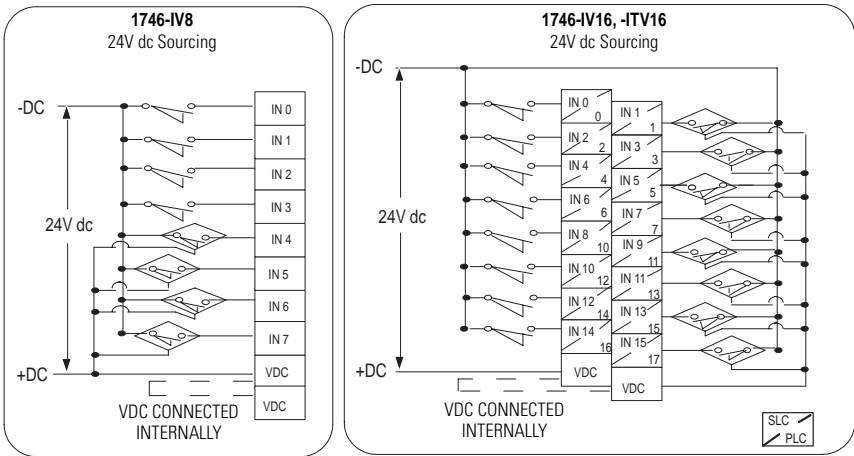 1746-IV8
24V dc Sourcing
-DC
24V dc
+DC
IN 0
IN 1
IN 2
IN 3
IN 4
IN 5
IN 6
IN 7
VDC
VDC
VDC CONNECTED
INTERNALLY
1746-IV16, -ITV16
24V dc Sourcing
-DC
24V dc
+DC
IN 0
0
IN 1
1
IN 2
2
IN 3
3
IN 4
4
IN 5
5
IN 6
6
IN 7
7
IN 8
10
IN 9
11
IN 10
12
IN 11
13
IN 12
14
IN 13
15
IN 14
16
IN 15
17
VDC
VDC
VDC CONNECTED
INTERNALLY
SLC
PLC